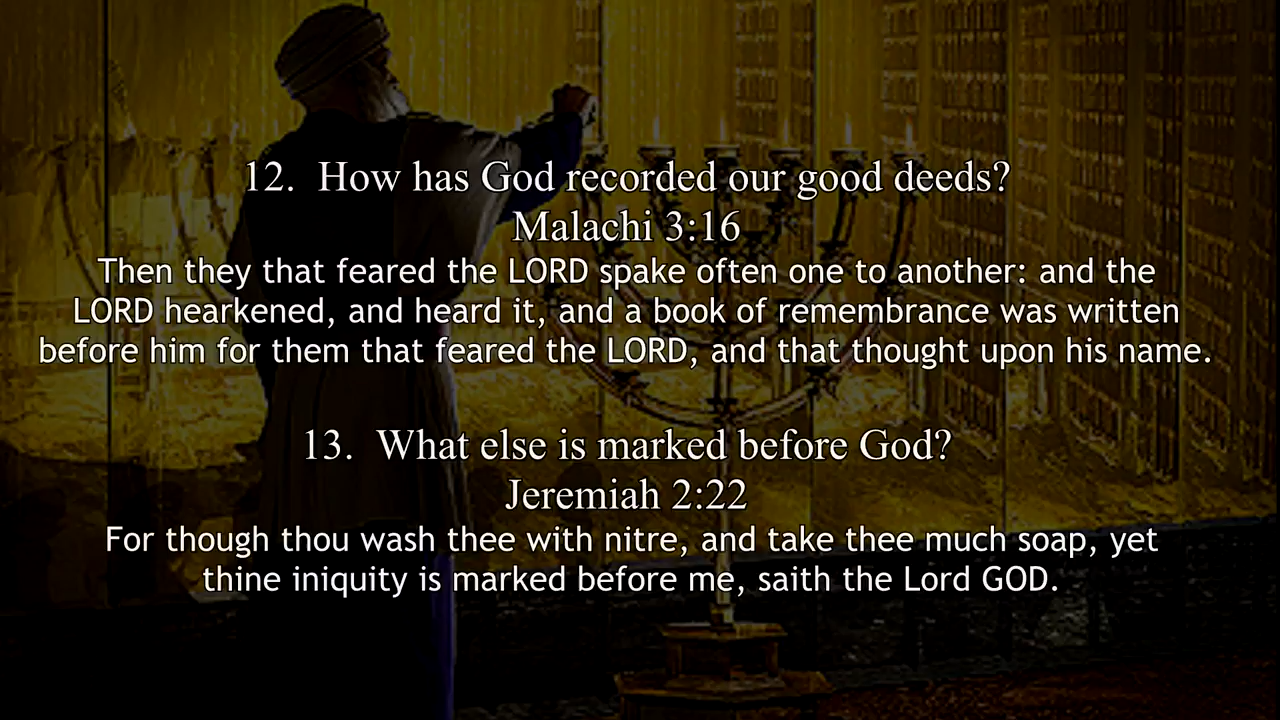 12.  How has God recorded our good deeds?
Malachi 3:16
Then they that feared the LORD spake often one to another: and the
LORD hearkened, and heard it, and a book of remembrance was written
before him for them that feared the LORD, and that thought upon his name.
13.  What else is marked before God?
Jeremiah 2:22
For though thou wash thee with nitre, and take thee much soap, yet
thine iniquity is marked before me, saith the Lord GOD.